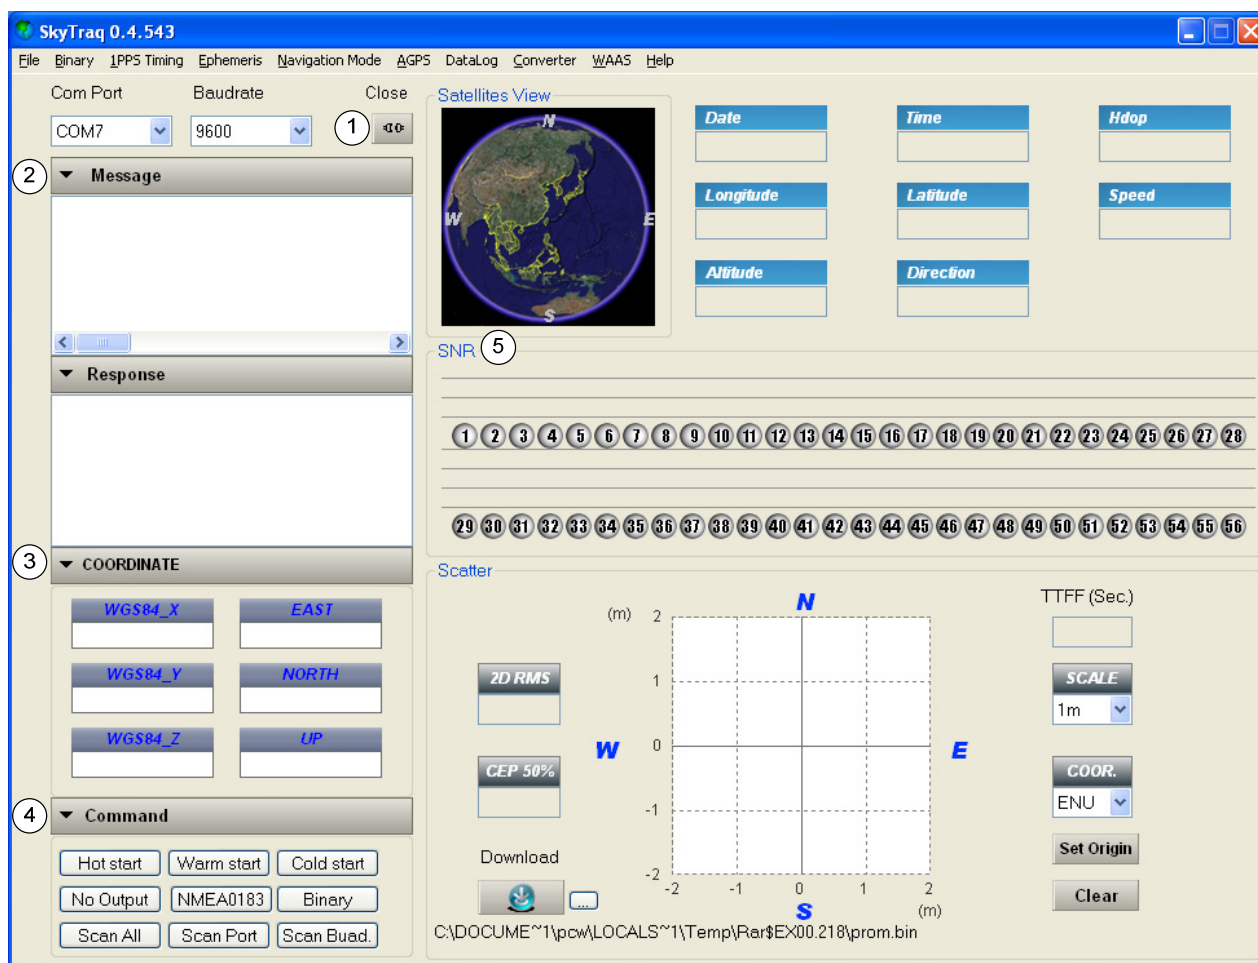 SkyTraq 0.4.543
File Binary 1PPS Timing Ephemeris Navigation Mode AGPS DataLog Converter WAAS Help
Com Port Baudrate Close
COM7 9600 1
2 Message
Response
3 COORDINATE
WGS84_X EAST
WGS84_Y NORTH
WGS84_Z UP
4 Command
Hot start Warm start Cold start
No Output NMEA0183 Binary
Scan All Scan Port Scan Buad.
Satellites View
N
W E
S
Date Time Hdop
Longitude Latitude Speed
Altitude Direction
SNR 5
1 2 3 4 5 6 7 8 9 10 11 12 13 14 15 16 17 18 19 20 21 22 23 24 25 26 27 28
29 30 31 32 33 34 35 36 37 38 39 40 41 42 43 44 45 46 47 48 49 50 51 52 53 54 55 56
Scatter
2D RMS
CEP 50%
Download
...
C:\DOCUME~1\pcw\LOCALS~1\Temp\Rar$EX00.218\prom.bin
N
(m) 2
1
W 0 E
-1
-2
-2 -1 0 1 2
S (m)
TTFF (Sec.)
SCALE
1m
COOR.
ENU
Set Origin
Clear